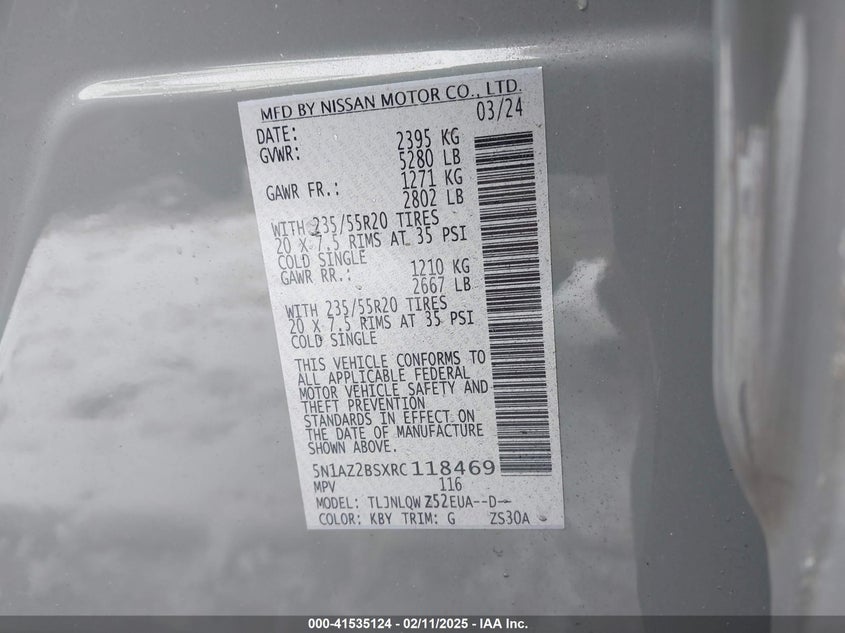 MFD BY NISSAN MOTOR CO., LTD.
DATE: 03/24
GVWR: 2395 KG
5280 LB
GAWR FR.: 1271 KG
2802 LB
WITH 235/55R20 TIRES
20 X 7.5 RIMS AT 35 PSI
COLD SINGLE
GAWR RR.: 1210 KG
2667 LB
WITH 235/55R20 TIRES
20 X 7.5 RIMS AT 35 PSI
COLD SINGLE
THIS VEHICLE CONFORMS TO
ALL APPLICABLE FEDERAL
MOTOR VEHICLE SAFETY AND
THEFT PREVENTION
STANDARDS IN EFFECT ON
THE DATE OF MANUFACTURE
SHOWN ABOVE.
5N1AZ2BSXRC118469
MPV 116
MODEL: TLJNLQWZ52EUA--D--
COLOR: KBY TRIM: G ZS30A
000-41535124 - 02/11/2025 - IAA Inc.